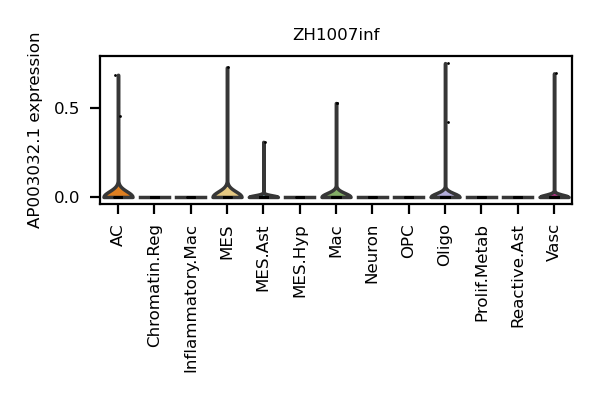 ZH1007inf
AP003032.1 expression
0.5
0.0
AC
Chromatin.Reg
Inflammatory.Mac
MES
MES.Ast
MES.Hyp
Mac
Neuron
OPC
Oligo
Prolif.Metab
Reactive.Ast
Vasc